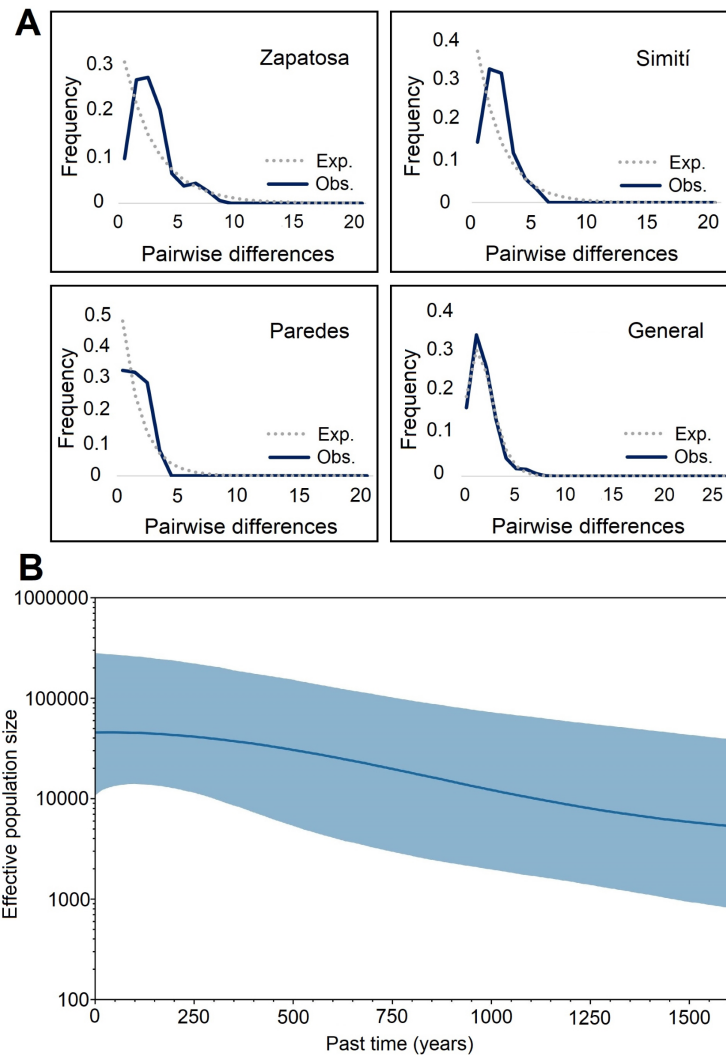 A
Zapatosa
0.3
0.2
0.1
0
Frequency
Exp.
Obs.
0 5 10 15 20
Pairwise differences
Simití
0.4
0.3
0.2
0.1
0
Frequency
Exp.
Obs.
0 5 10 15 20
Pairwise differences
Paredes
0.5
0.4
0.3
0.2
0.1
0
Frequency
Exp.
Obs.
0 5 10 15 20
Pairwise differences
General
0.4
0.3
0.2
0.1
0
Frequency
Exp.
Obs.
0 5 10 15 20 25
Pairwise differences
B
1000000
100000
10000
1000
100
Effective population size
0 250 500 750 1000 1250 1500
Past time (years)